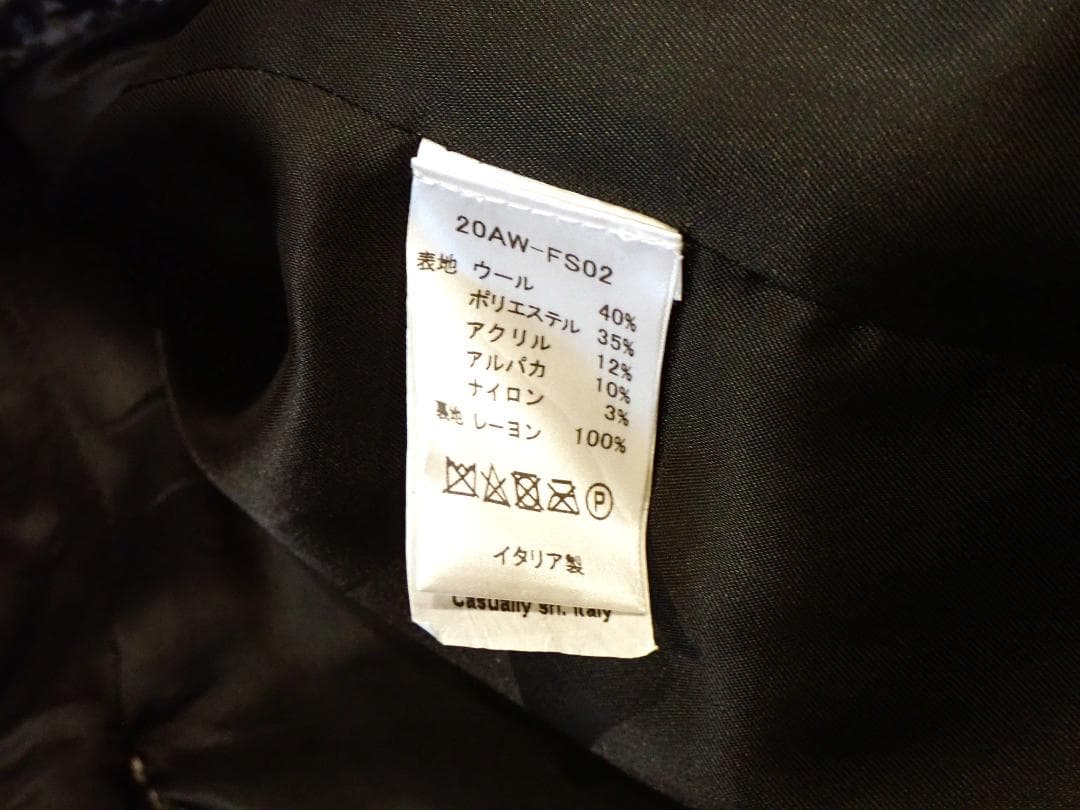 20AW-FS02
表地 ウール 40%
ポリエステル 35%
アクリル 12%
アルパカ 10%
ナイロン 3%
裏地 レーヨン 100%
P
イタリア製
Casually srl. Italy